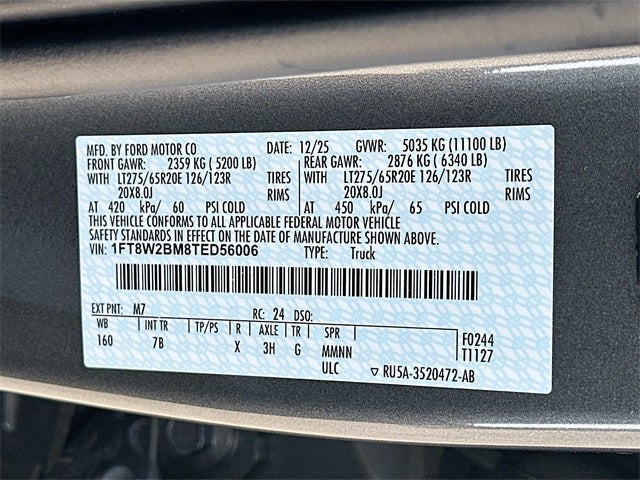 MFD. BY FORD MOTOR CO DATE: 12/25 GVWR: 5035 KG (11100 LB)
FRONT GAWR: 2359 KG ( 5200 LB) REAR GAWR: 2876 KG ( 6340 LB)
WITH LT275/65R20E 126/123R TIRES WITH LT275/65R20E 126/123R TIRES
20X8.0J RIMS 20X8.0J RIMS
AT 420 kPa/ 60 PSI COLD AT 450 kPa/ 65 PSI COLD
THIS VEHICLE CONFORMS TO ALL APPLICABLE FEDERAL MOTOR VEHICLE
SAFETY STANDARDS IN EFFECT ON THE DATE OF MANUFACTURE SHOWN ABOVE.
VIN: 1FT8W2BM8TED56006 TYPE: Truck
EXT PNT: M7 RC: 24 DSO:
WB INT TR TP/PS R AXLE TR SPR F0244
160 7B X 3H G MMNN T1127
ULC ▽ RU5A-3520472-AB